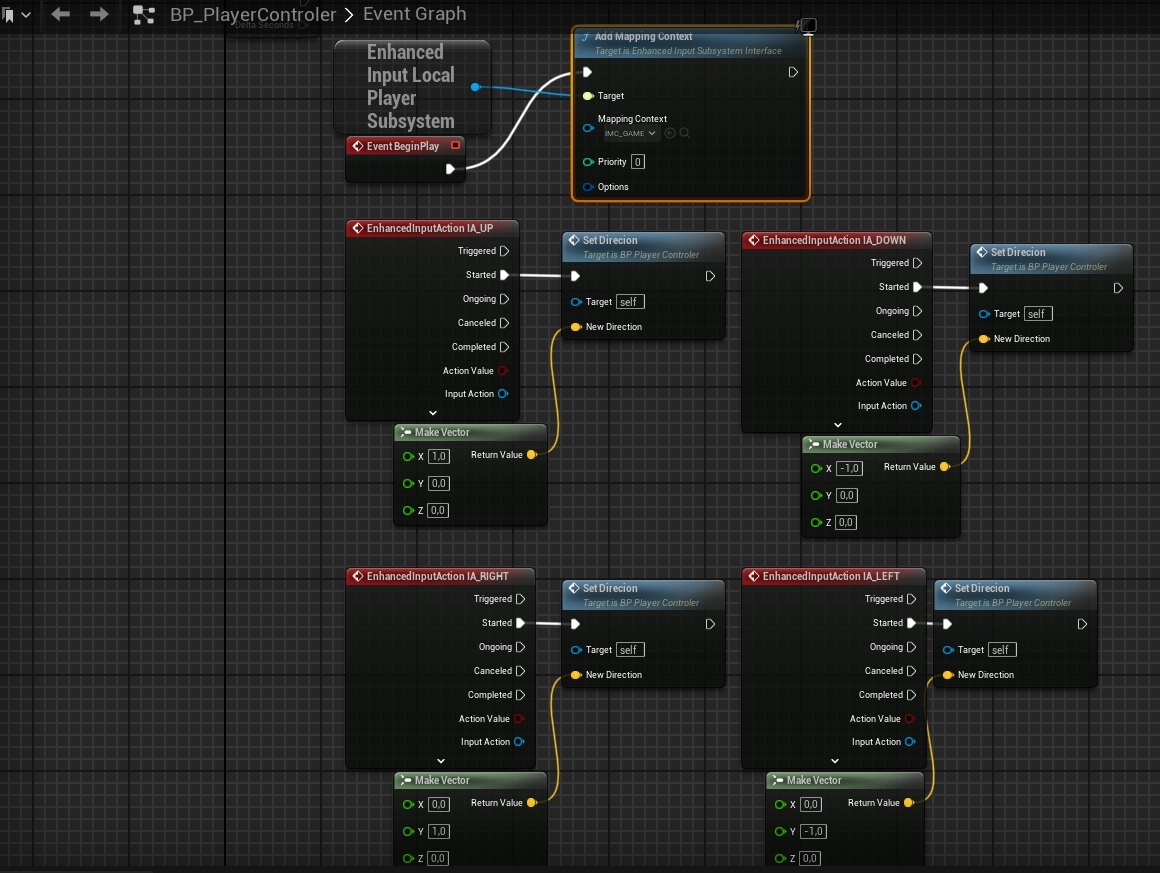 BP_PlayerControler > Event Graph
Delta Seconds
Enhanced
Input Local
Player
Subsystem
Event BeginPlay
f Add Mapping Context
Target is Enhanced Input Subsystem Interface
Target
Mapping Context
IMC_GAME
Priority 0
Options
EnhancedInputAction IA_UP
Triggered
Started
Ongoing
Canceled
Completed
Action Value
Input Action
Set Direcion
Target is BP Player Controler
Target self
New Direction
Make Vector
X 1,0 Return Value
Y 0,0
Z 0,0
EnhancedInputAction IA_DOWN
Triggered
Started
Ongoing
Canceled
Completed
Action Value
Input Action
Set Direcion
Target is BP Player Controler
Target self
New Direction
Make Vector
X -1,0 Return Value
Y 0,0
Z 0,0
EnhancedInputAction IA_RIGHT
Triggered
Started
Ongoing
Canceled
Completed
Action Value
Input Action
Set Direcion
Target is BP Player Controler
Target self
New Direction
Make Vector
X 0,0 Return Value
Y 1,0
Z 0,0
EnhancedInputAction IA_LEFT
Triggered
Started
Ongoing
Canceled
Completed
Action Value
Input Action
Set Direcion
Target is BP Player Controler
Target self
New Direction
Make Vector
X 0,0 Return Value
Y -1,0
Z 0,0